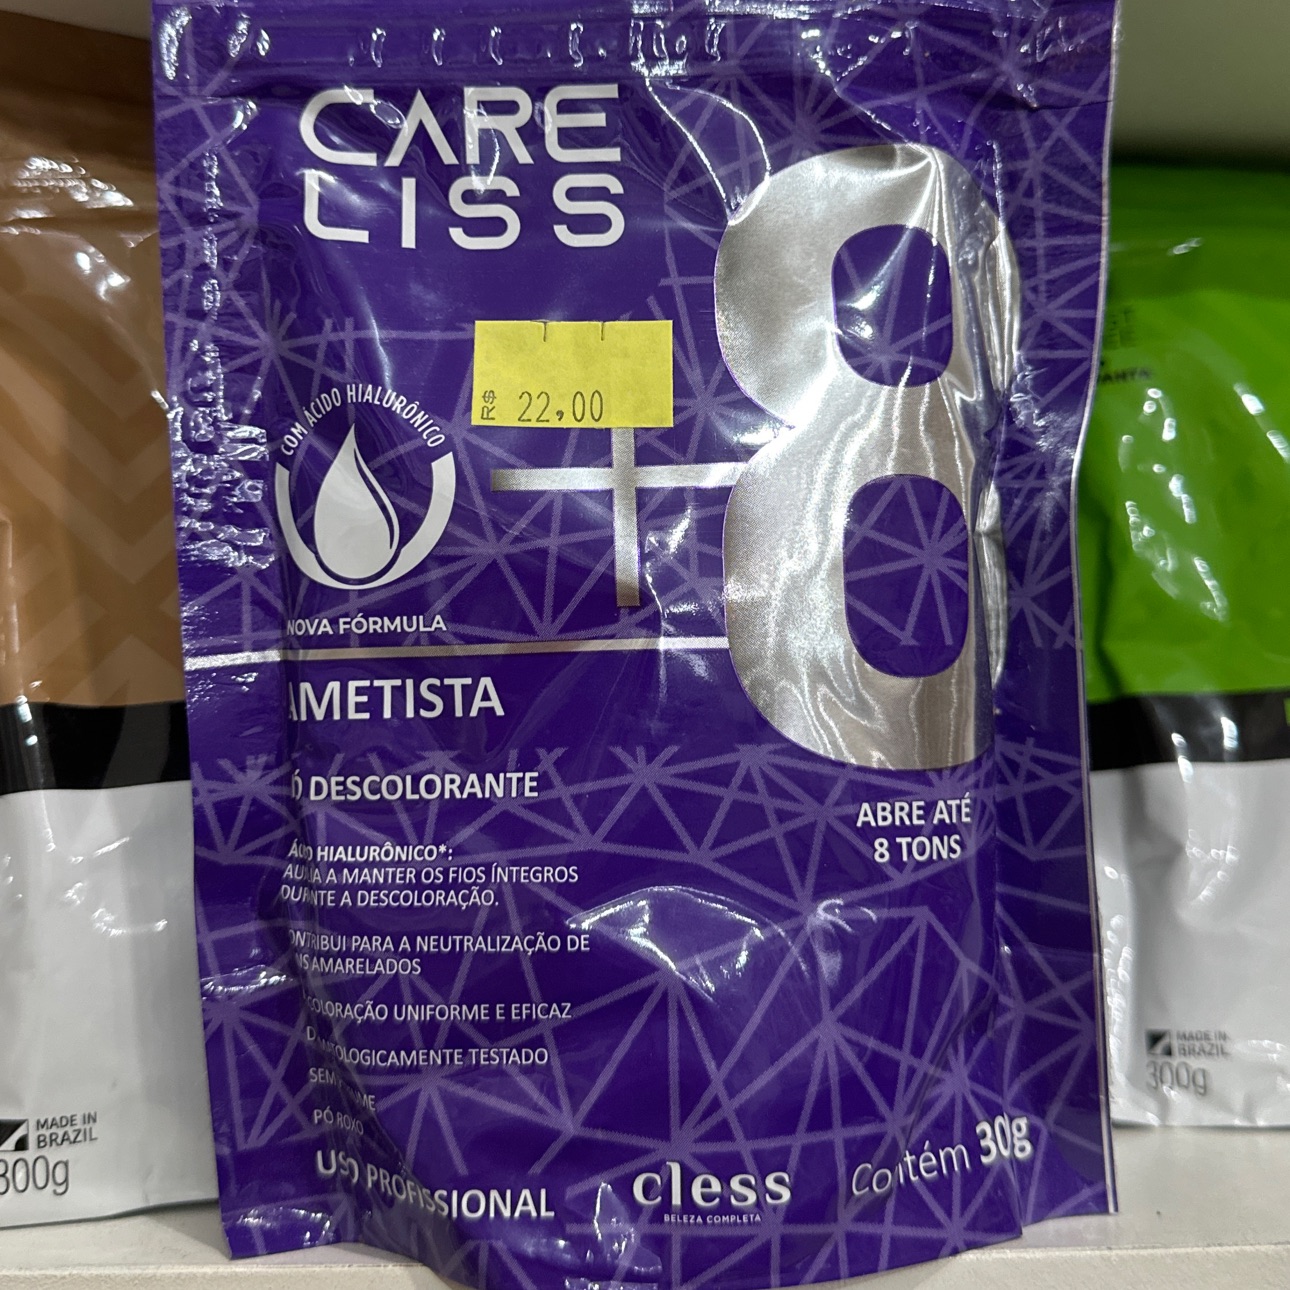 CARE
LISS
+8
R$ 22,00
COM ÁCIDO HIALURÔNICO
NOVA FÓRMULA
AMETISTA
DESCOLORANTE
ABRE ATÉ
8 TONS
HIALURÔNICO*:
A MANTER OS FIOS ÍNTEGROS
DURANTE A DESCOLORAÇÃO.
PARA A NEUTRALIZAÇÃO DE
AMARELADOS
UNIFORME E EFICAZ
TESTADO
PÓ ROXO
USO PROFISSIONAL
cless
BELEZA COMPLETA
Contém 30g
MADE IN
BRAZIL
300g
MADE IN
BRAZIL
300g